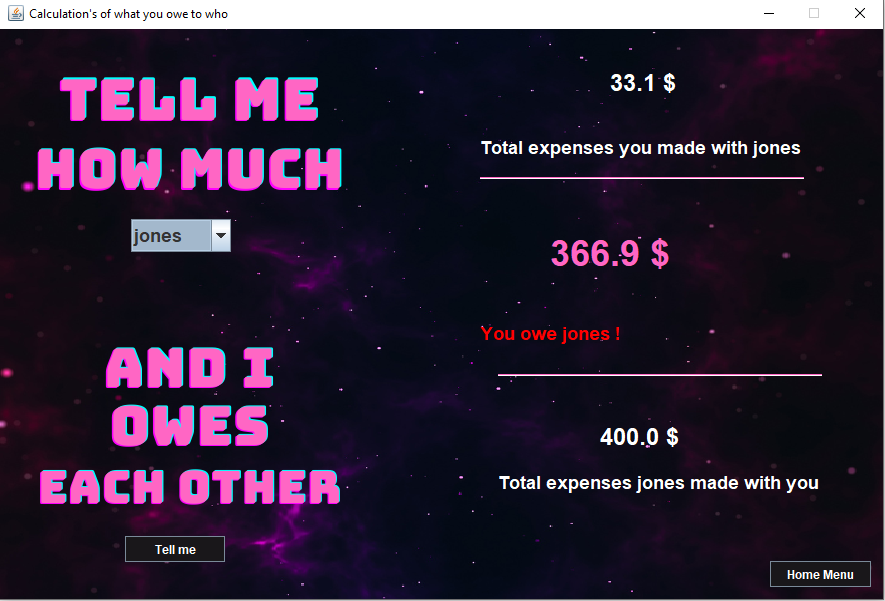 Calculation's of what you owe to who
TELL ME
HOW MUCH
jones
AND I
OWES
EACH OTHER
Tell me
33.1 $
Total expenses you made with jones
366.9 $
You owe jones !
400.0 $
Total expenses jones made with you
Home Menu